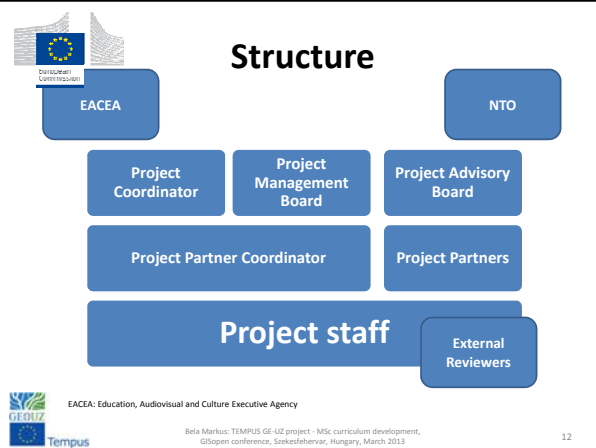 Structure
European
Commission
EACEA
NTO
Project
Coordinator
Project
Management
Board
Project Advisory
Board
Project Partner Coordinator
Project Partners
Project staff
External
Reviewers
EACEA: Education, Audiovisual and Culture Executive Agency
GEOUZ
Tempus
Bela Markus: TEMPUS GE-UZ project - MSc curriculum development,
GISopen conference, Szekesfehervar, Hungary, March 2013
12